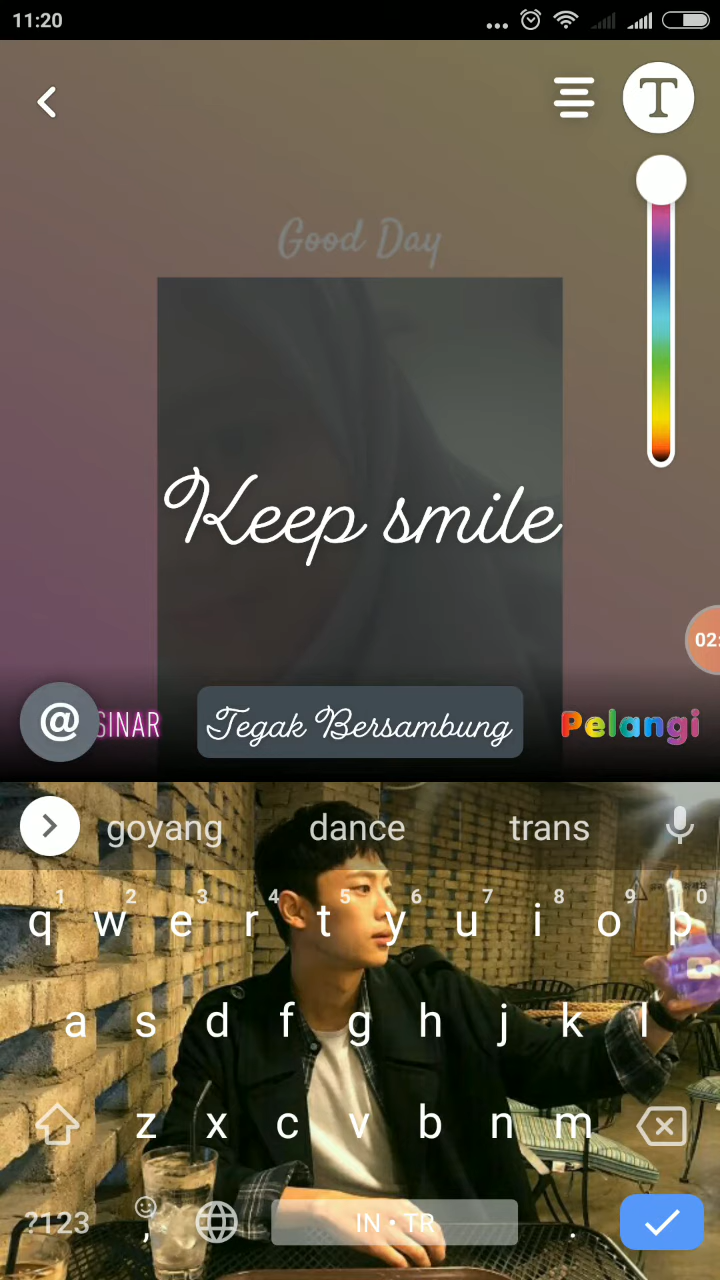 11:20
T
Good Day
Keep smile
02:
@ SINAR Tegak Bersambung Pelangi
goyang dance trans
1 2 3 4 5 6 7 8 9 0
q w e r t y u i o p
a s d f g h j k l
z x c v b n m
?123 , IN • TR .